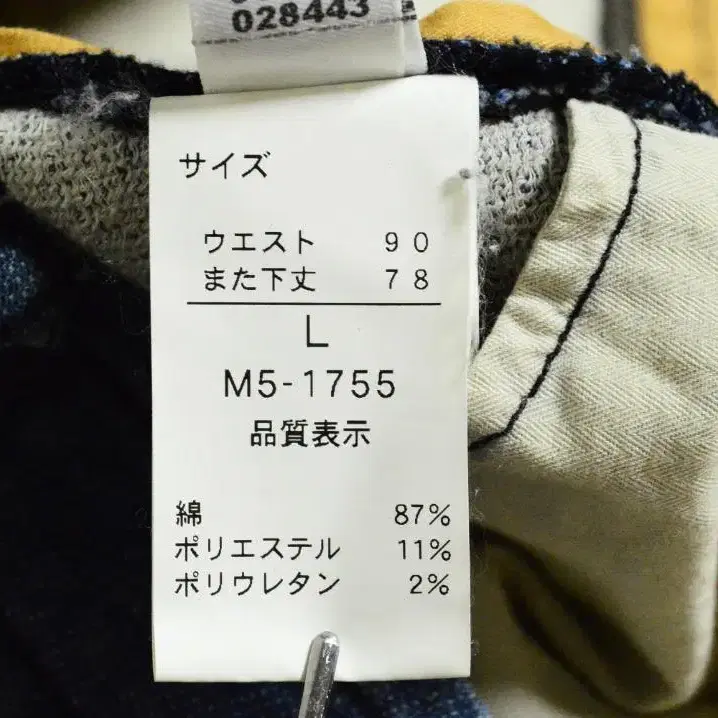 028443
サイズ
ウエスト 90
また下丈 78
L
M5-1755
品質表示
綿 87%
ポリエステル 11%
ポリウレタン 2%